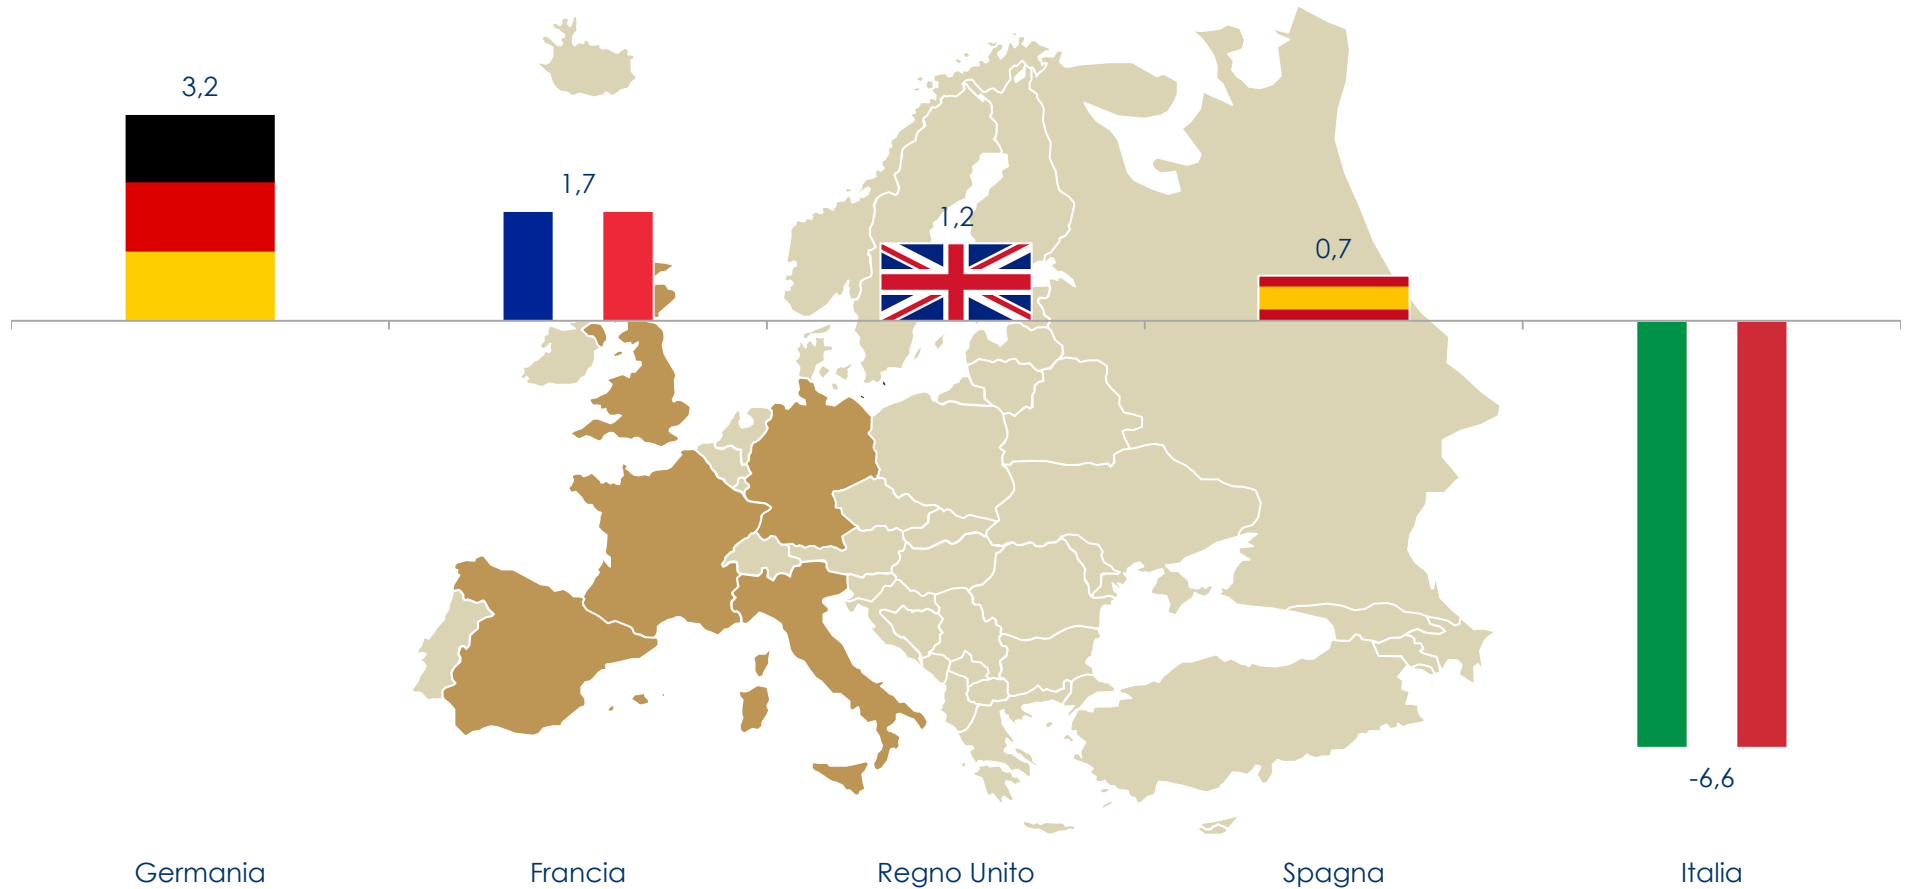 3,2
1,7
1,2
0,7
-6,6
Germania
Francia
Regno Unito
Spagna
Italia